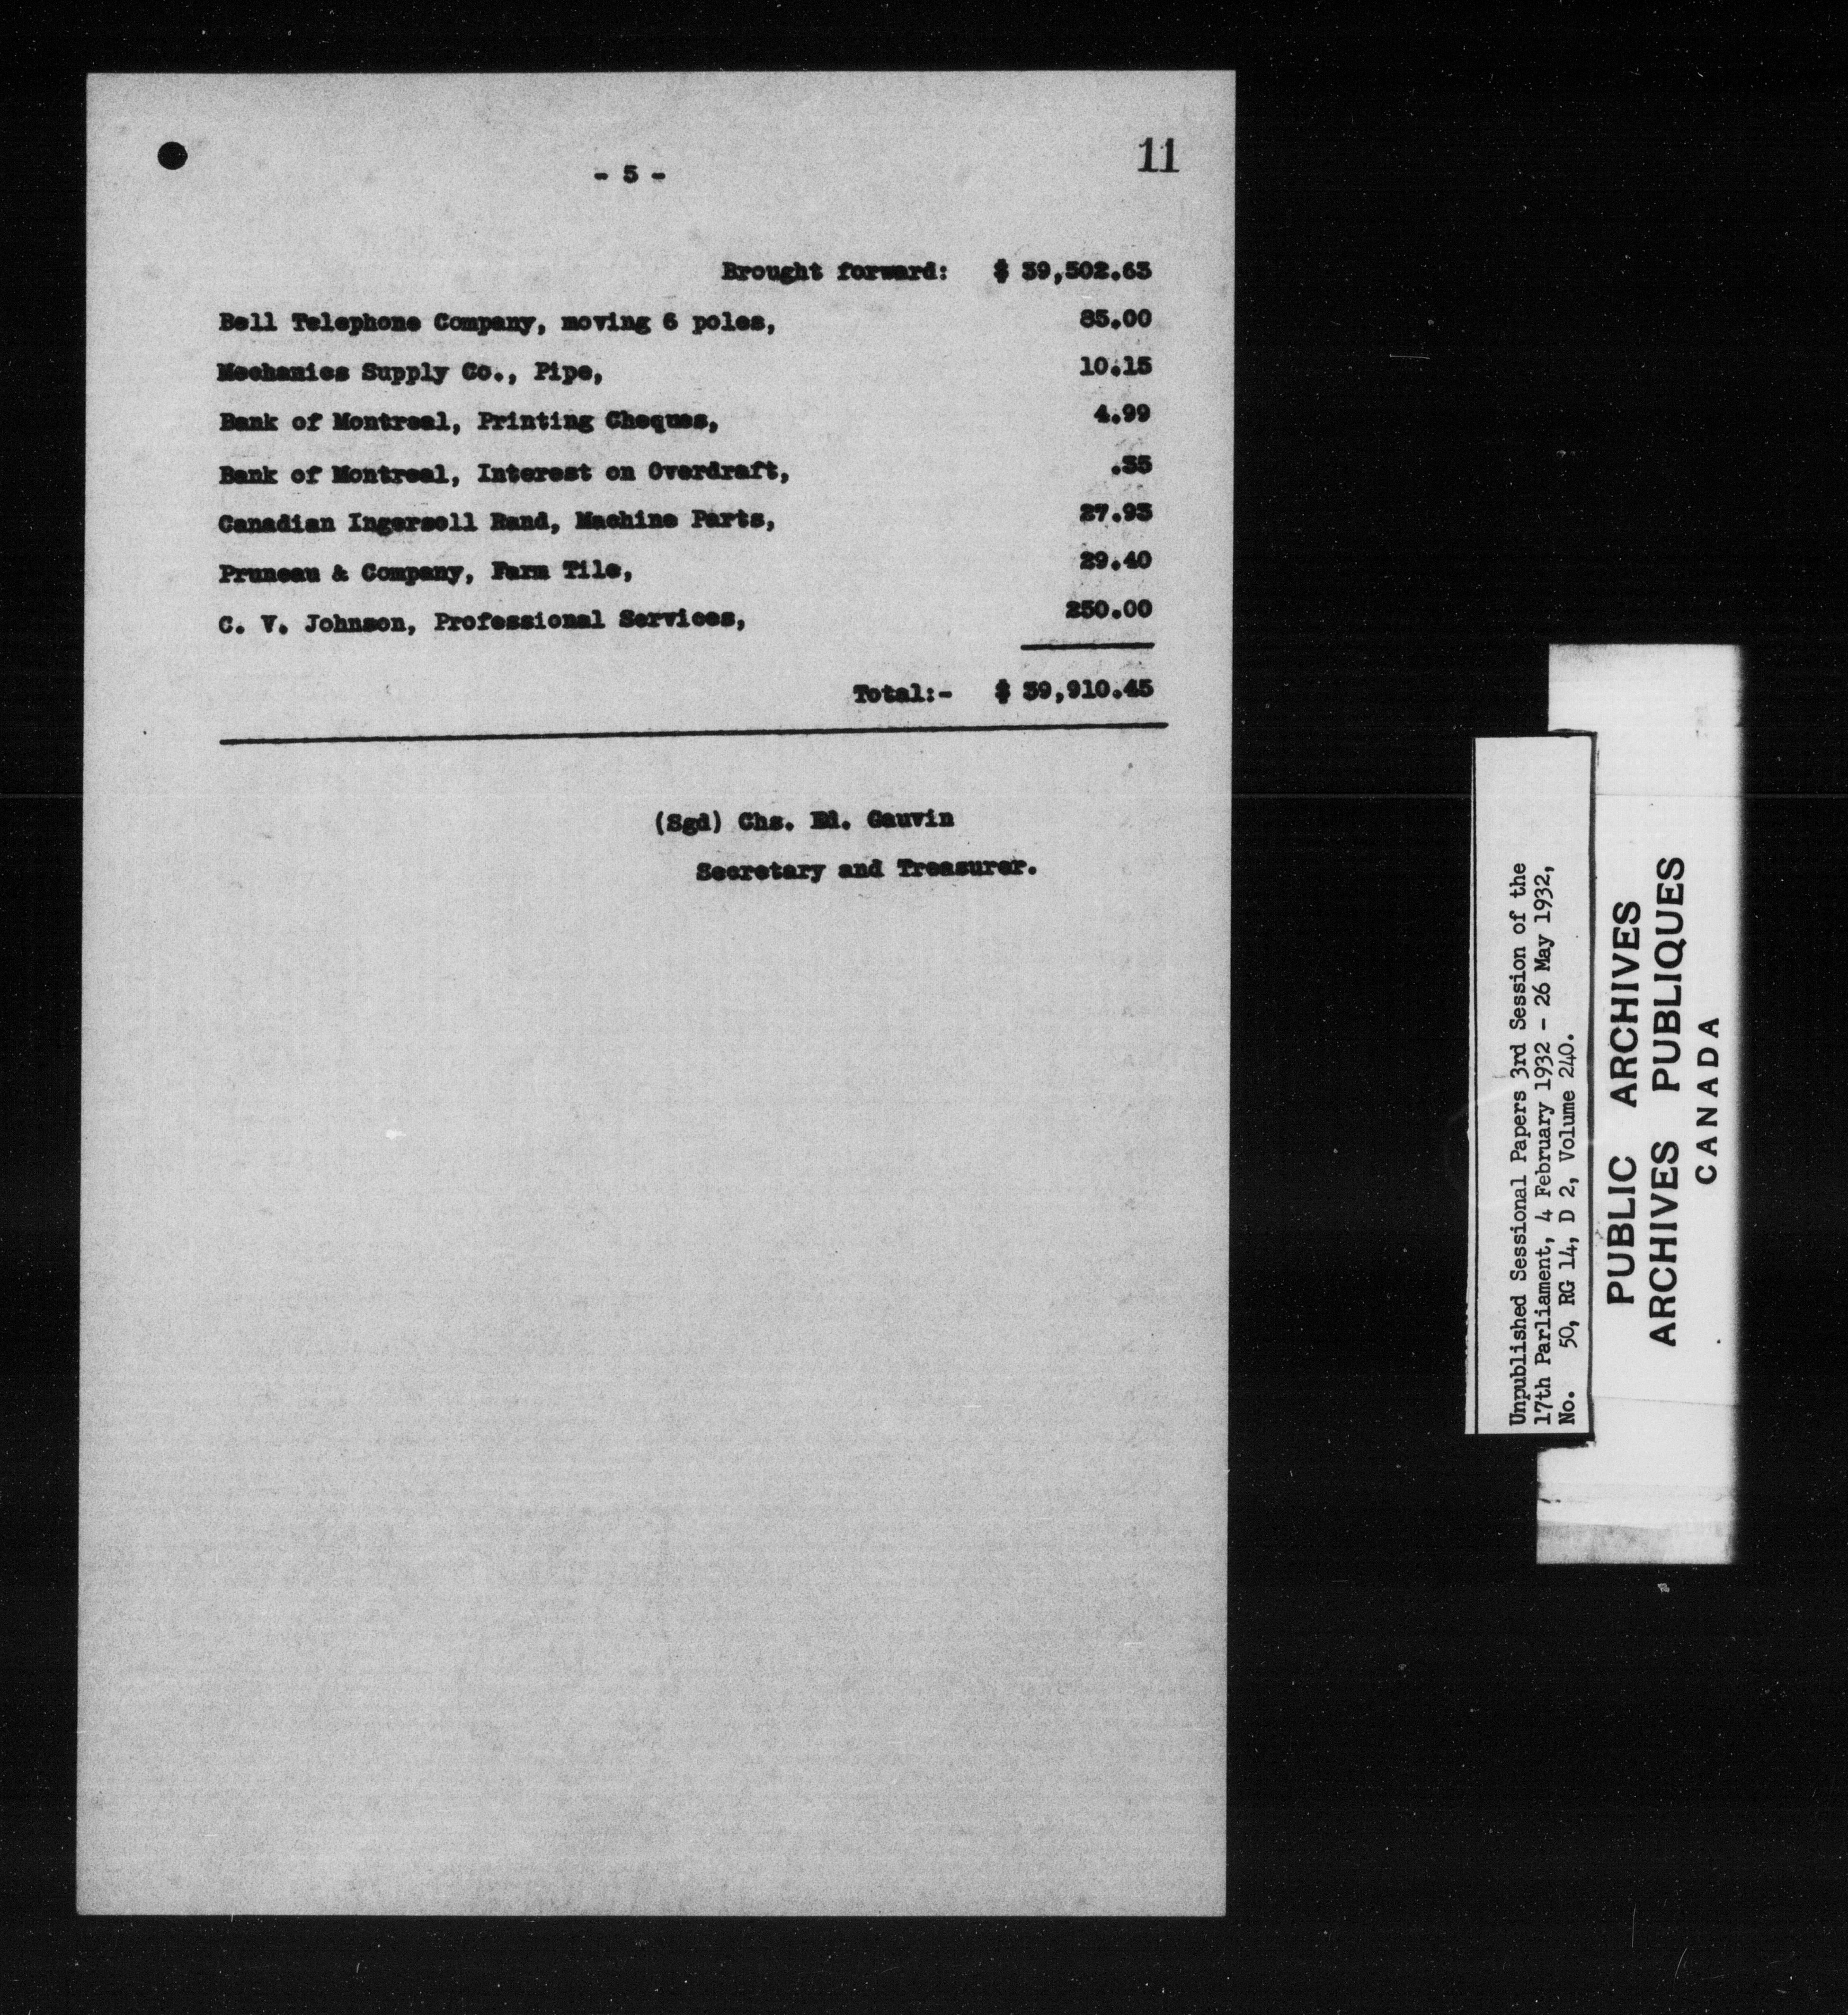 11
- 5 -
Brought forward: $ 39,502.63
Bell Telephone Company, moving 6 poles, 85.00
Mechanics Supply Co., Pipe, 10.15
Bank of Montreal, Printing Cheques, 4.99
Bank of Montreal, Interest on Overdraft, .35
Canadian Ingersoll Rand, Machine Parts, 27.93
Pruneau & Company, Farm Tile, 29.40
C. V. Johnson, Professional Services, 250.00
Total:- $ 39,910.45
(Sgd) Chs. Ed. Gauvin
Secretary and Treasurer.
Unpublished Sessional Papers 3rd Session of the
17th Parliament, 4 February 1932 - 26 May 1932,
No. 50, RG 14, D 2, Volume 240.
PUBLIC ARCHIVES
ARCHIVES PUBLIQUES
CANADA